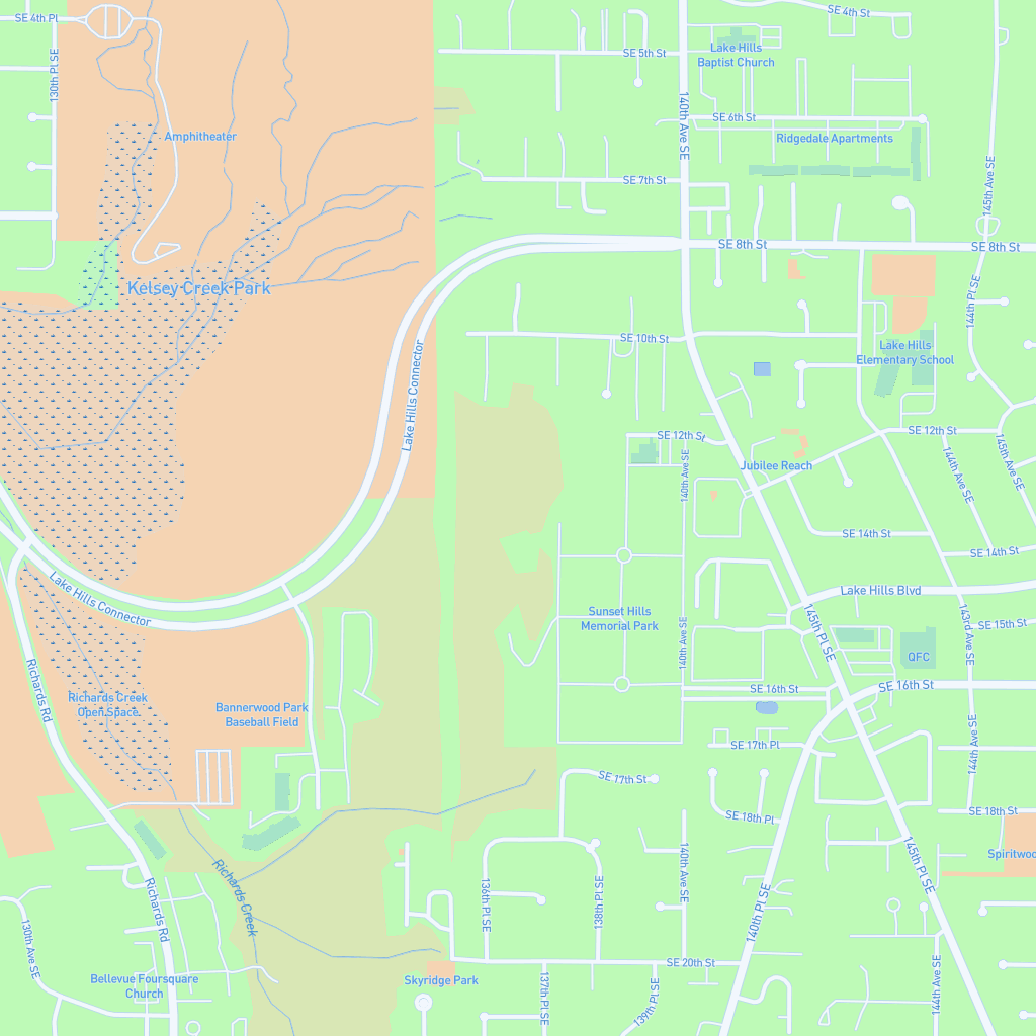 SE 4th Pl
SE 4th St
130th Pl SE
SE 5th St
Lake Hills
Baptist Church
140th Ave SE
SE 6th St
Amphitheater
Ridgedale Apartments
145th Ave SE
SE 7th St
SE 8th St
SE 8th St
Kelsey Creek Park
144th Pl SE
SE 10th St
Lake Hills
Elementary School
Lake Hills Connector
SE 12th St
SE 12th St
140th Ave SE
Jubilee Reach
144th Ave SE
145th Ave SE
SE 14th St
SE 14th St
Lake Hills Connector
Lake Hills Blvd
Sunset Hills
Memorial Park
145th Pl SE
143rd Ave SE
SE 15th St
140th Ave SE
QFC
Richards Rd
SE 16th St
SE 16th St
Richards Creek
Open Space
Bannerwood Park
Baseball Field
SE 17th Pl
144th Ave SE
SE 17th St
SE 18th Pl
SE 18th St
Richards Creek
140th Ave SE
145th Pl SE
Spiritwoo
Richards Rd
136th Pl SE
138th Pl SE
140th Pl SE
130th Ave SE
SE 20th St
Bellevue Foursquare
Church
Skyridge Park
137th Pl SE
139th Pl SE
144th Ave SE